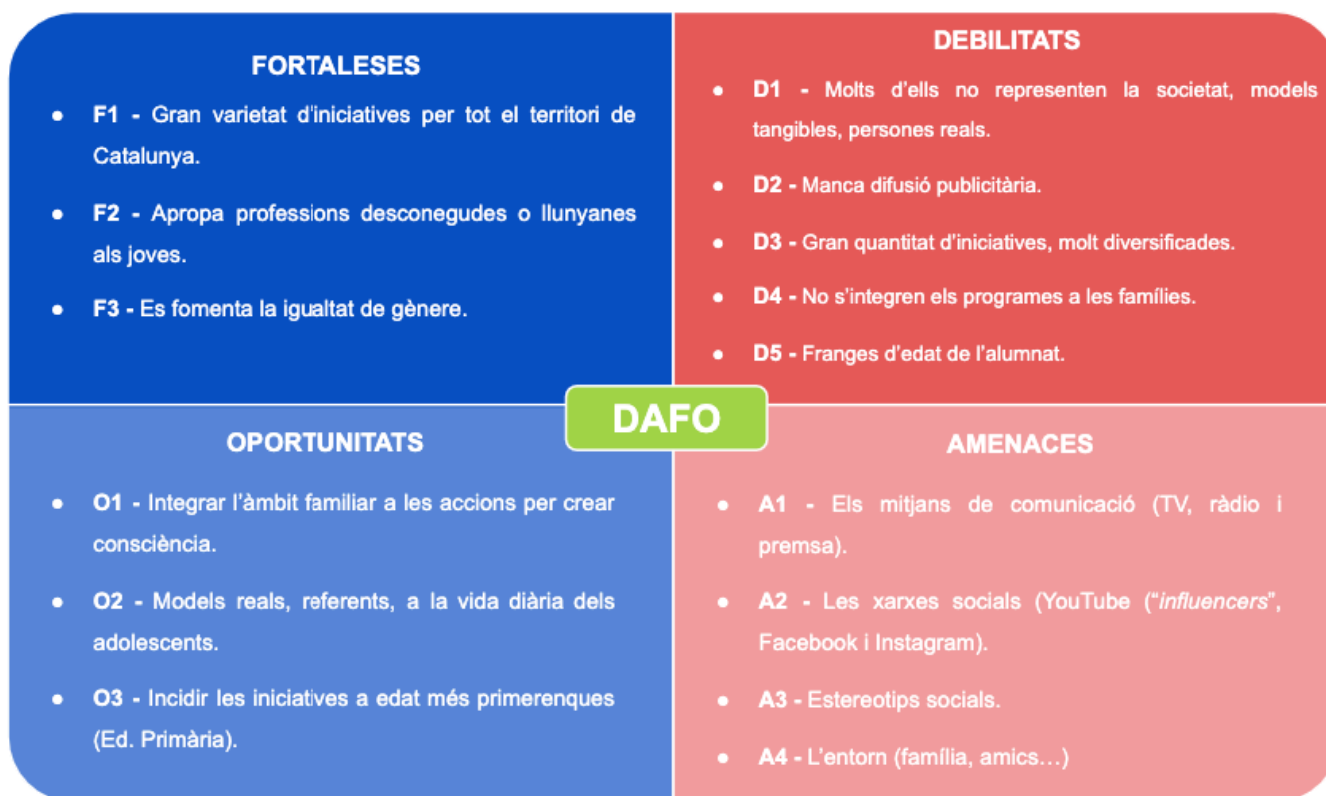 FORTALESES
● F1 - Gran varietat d'iniciatives per tot el territori de
Catalunya.
● F2 - Apropa professions desconegudes o llunyanes
als joves.
● F3 - Es fomenta la igualtat de gènere.
DEBILITATS
● D1 - Molts d'ells no representen la societat, models
tangibles, persones reals.
● D2 - Manca difusió publicitària.
● D3 - Gran quantitat d'iniciatives, molt diversificades.
● D4 - No s'integren els programes a les famílies.
● D5 - Franges d'edat de l'alumnat.
DAFO
OPORTUNITATS
● O1 - Integrar l'àmbit familiar a les accions per crear
consciència.
● O2 - Models reals, referents, a la vida diària dels
adolescents.
● O3 - Incidir les iniciatives a edat més primerenques
(Ed. Primària).
AMENACES
● A1 - Els mitjans de comunicació (TV, ràdio i
premsa).
● A2 - Les xarxes socials (YouTube ("influencers",
Facebook i Instagram).
● A3 - Estereotips socials.
● A4 - L'entorn (família, amics…)